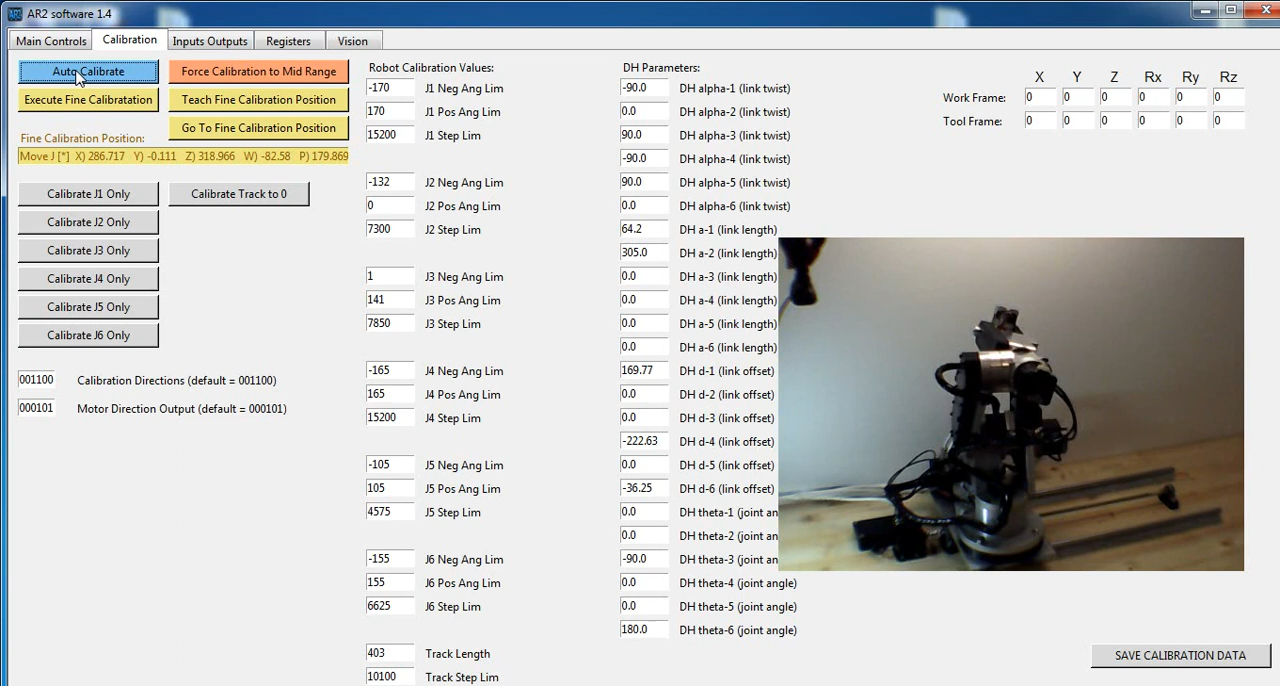 AR2 software 1.4
Main Controls Calibration Inputs Outputs Registers Vision
Auto Calibrate
Force Calibration to Mid Range
Execute Fine Calibratation
Teach Fine Calibration Position
Go To Fine Calibration Position
Fine Calibration Position:
Move J [*] X) 286.717 Y) -0.111 Z) 318.966 W) -82.58 P) 179.869
Calibrate J1 Only
Calibrate Track to 0
Calibrate J2 Only
Calibrate J3 Only
Calibrate J4 Only
Calibrate J5 Only
Calibrate J6 Only
001100 Calibration Directions (default = 001100)
000101 Motor Direction Output (default = 000101)
Robot Calibration Values:
-170 J1 Neg Ang Lim
170 J1 Pos Ang Lim
15200 J1 Step Lim
-132 J2 Neg Ang Lim
0 J2 Pos Ang Lim
7300 J2 Step Lim
1 J3 Neg Ang Lim
141 J3 Pos Ang Lim
7850 J3 Step Lim
-165 J4 Neg Ang Lim
165 J4 Pos Ang Lim
15200 J4 Step Lim
-105 J5 Neg Ang Lim
105 J5 Pos Ang Lim
4575 J5 Step Lim
-155 J6 Neg Ang Lim
155 J6 Pos Ang Lim
6625 J6 Step Lim
403 Track Length
10100 Track Step Lim
DH Parameters:
-90.0 DH alpha-1 (link twist)
0.0 DH alpha-2 (link twist)
90.0 DH alpha-3 (link twist)
-90.0 DH alpha-4 (link twist)
90.0 DH alpha-5 (link twist)
0.0 DH alpha-6 (link twist)
64.2 DH a-1 (link length)
305.0 DH a-2 (link length)
0.0 DH a-3 (link length)
0.0 DH a-4 (link length)
0.0 DH a-5 (link length)
0.0 DH a-6 (link length)
169.77 DH d-1 (link offset)
0.0 DH d-2 (link offset)
0.0 DH d-3 (link offset)
-222.63 DH d-4 (link offset)
0.0 DH d-5 (link offset)
-36.25 DH d-6 (link offset)
0.0 DH theta-1 (joint an
0.0 DH theta-2 (joint an
-90.0 DH theta-3 (joint angle)
0.0 DH theta-4 (joint angle)
0.0 DH theta-5 (joint angle)
180.0 DH theta-6 (joint angle)
X Y Z Rx Ry Rz
Work Frame: 0 0 0 0 0 0
Tool Frame: 0 0 0 0 0 0
SAVE CALIBRATION DATA